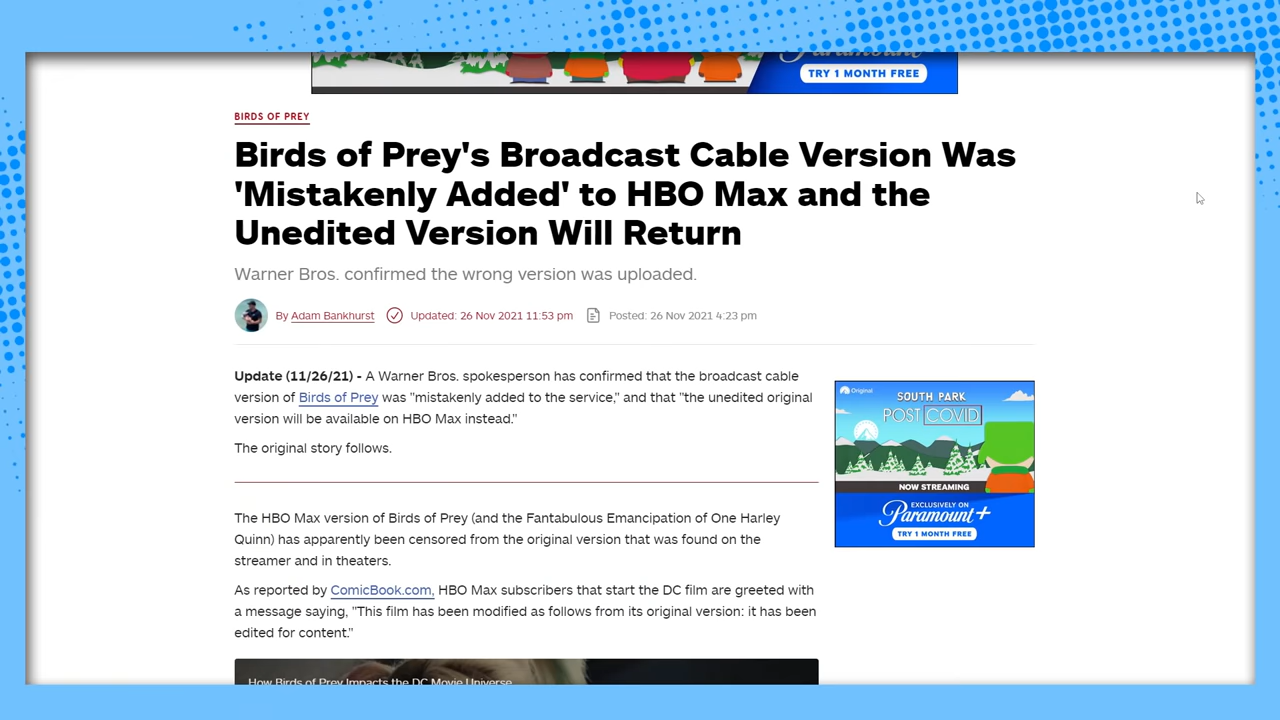 Paramount
TRY 1 MONTH FREE
BIRDS OF PREY
Birds of Prey's Broadcast Cable Version Was
'Mistakenly Added' to HBO Max and the
Unedited Version Will Return
Warner Bros. confirmed the wrong version was uploaded.
By Adam Bankhurst Updated: 26 Nov 2021 11:53 pm Posted: 26 Nov 2021 4:23 pm
Update (11/26/21) - A Warner Bros. spokesperson has confirmed that the broadcast cable
version of Birds of Prey was "mistakenly added to the service," and that "the unedited original
version will be available on HBO Max instead."
The original story follows.
The HBO Max version of Birds of Prey (and the Fantabulous Emancipation of One Harley
Quinn) has apparently been censored from the original version that was found on the
streamer and in theaters.
As reported by ComicBook.com, HBO Max subscribers that start the DC film are greeted with
a message saying, "This film has been modified as follows from its original version: it has been
edited for content."
How Birds of Prey Impacts the DC Movie Universe
Original
SOUTH PARK
POST COVID
NOW STREAMING
EXCLUSIVELY ON
Paramount+
TRY 1 MONTH FREE